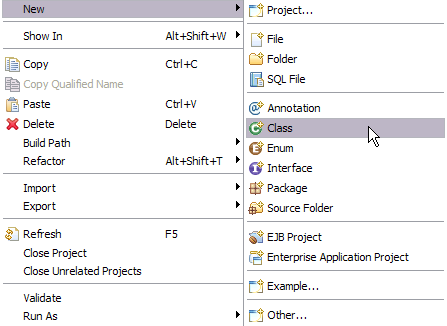 New
Show In Alt+Shift+W
Copy Ctrl+C
Copy Qualified Name
Paste Ctrl+V
Delete Delete
Build Path
Refactor Alt+Shift+T
Import
Export
Refresh F5
Close Project
Close Unrelated Projects
Validate
Run As
Project...
File
Folder
SQL File
Annotation
Class
Enum
Interface
Package
Source Folder
EJB Project
Enterprise Application Project
Example...
Other...